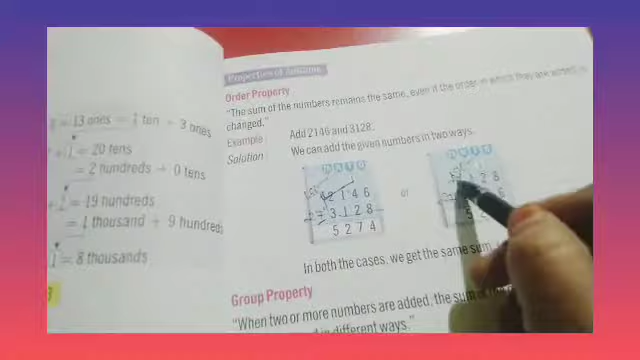 = 13 ones = 1 ten + 3 ones
= 20 tens
= 2 hundreds + 0 tens
= 19 hundreds
= 1 thousand + 9 hundreds
= 8 thousands
Properties of Addition
Order Property
"The sum of the numbers remains the same, even if the order in which they are added is
changed."
Example Add 2146 and 3128.
Solution We can add the given numbers in two ways.
2 1 4 6
+ 3 1 2 8
5 2 7 4
or
1 2 8
6
5 2
In both the cases, we get the same sum,
Group Property
"When two or more numbers are added, the sum
in different ways."